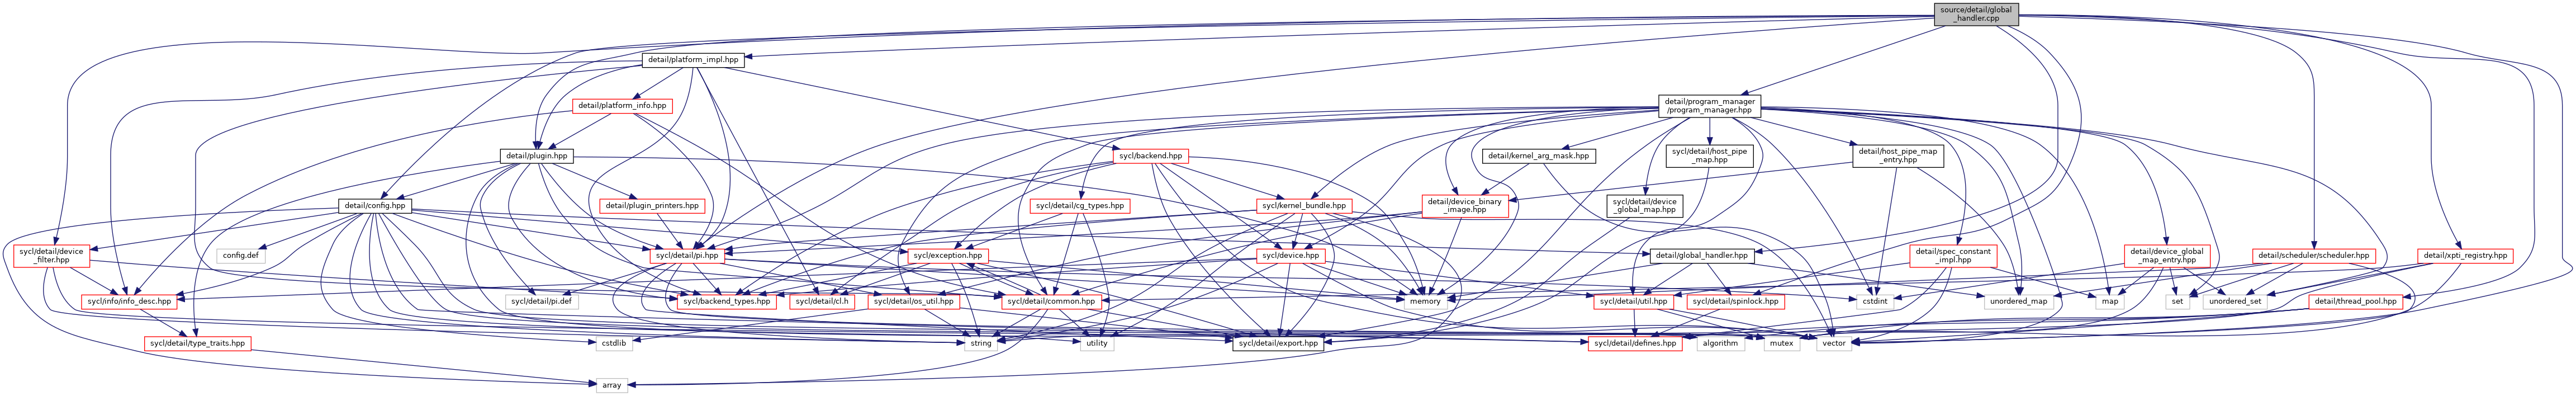 source/detail/global
_handler.cpp
detail/platform_impl.hpp
detail/platform_info.hpp
detail/program_manager
/program_manager.hpp
detail/plugin.hpp
sycl/backend.hpp
detail/kernel_arg_mask.hpp
sycl/detail/host_pipe
_map.hpp
detail/host_pipe_map
_entry.hpp
detail/config.hpp
detail/plugin_printers.hpp
sycl/detail/cg_types.hpp
sycl/kernel_bundle.hpp
detail/device_binary
_image.hpp
sycl/detail/device
_global_map.hpp
sycl/detail/device
_filter.hpp
config.def
sycl/detail/pi.hpp
sycl/exception.hpp
sycl/device.hpp
detail/global_handler.hpp
detail/spec_constant
_impl.hpp
detail/device_global
_map_entry.hpp
detail/scheduler/scheduler.hpp
detail/xpti_registry.hpp
sycl/info/info_desc.hpp
sycl/detail/pi.def
sycl/backend_types.hpp
sycl/detail/cl.h
sycl/detail/os_util.hpp
sycl/detail/common.hpp
memory
sycl/detail/util.hpp
sycl/detail/spinlock.hpp
cstdint
unordered_map
map
set
unordered_set
detail/thread_pool.hpp
sycl/detail/type_traits.hpp
cstdlib
string
utility
sycl/detail/export.hpp
sycl/detail/defines.hpp
algorithm
mutex
vector
array